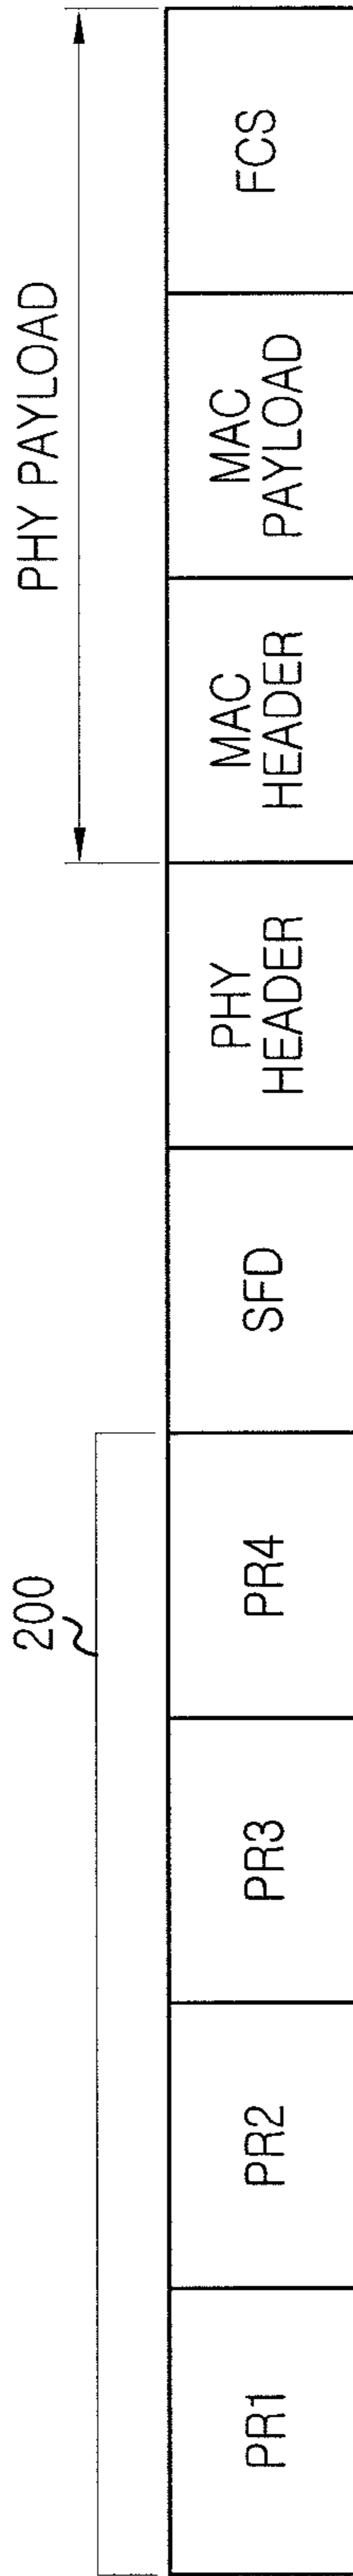 200
PHY PAYLOAD
PR1
PR2
PR3
PR4
SFD
PHY
HEADER
MAC
HEADER
MAC
PAYLOAD
FCS